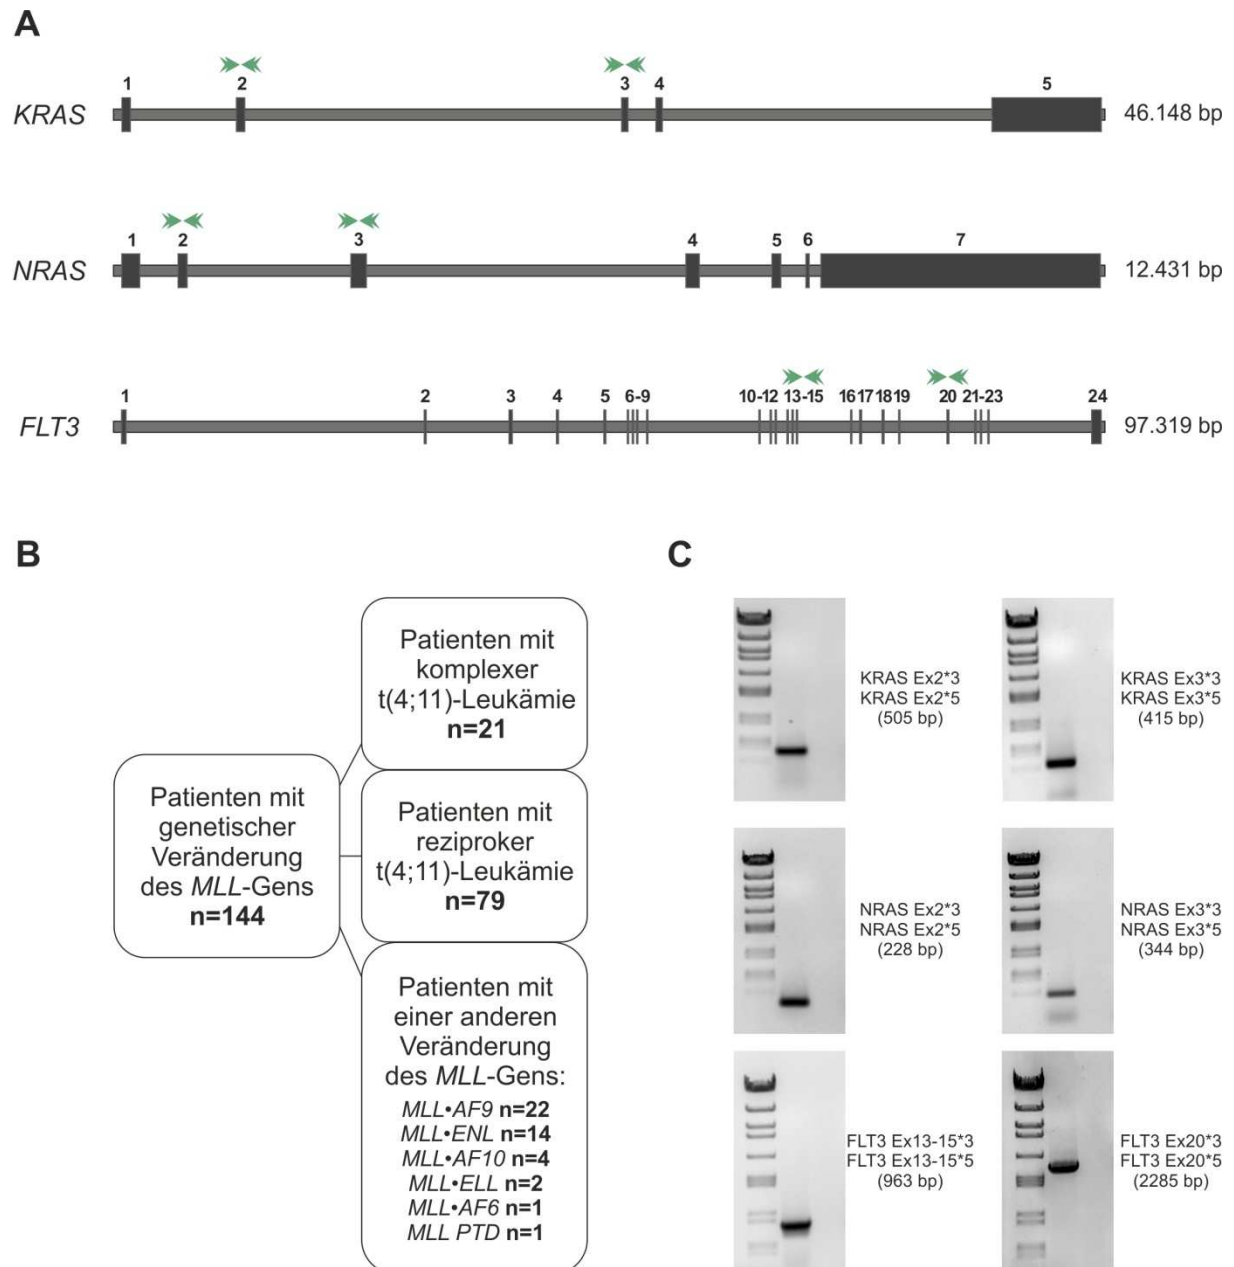 A
1 2 3 4 5
KRAS 46.148 bp
1 2 3 4 5 6 7
NRAS 12.431 bp
1 2 3 4 5 6-9 10-12 13-15 16 17 18 19 20 21-23 24
FLT3 97.319 bp
B
Patienten mit
genetischer
Veränderung
des MLL-Gens
n=144
Patienten mit
komplexer
t(4;11)-Leukämie
n=21
Patienten mit
reziproker
t(4;11)-Leukämie
n=79
Patienten mit
einer anderen
Veränderung
des MLL-Gens:
MLL•AF9 n=22
MLL•ENL n=14
MLL•AF10 n=4
MLL•ELL n=2
MLL•AF6 n=1
MLL PTD n=1
C
KRAS Ex2*3
KRAS Ex2*5
(505 bp)
KRAS Ex3*3
KRAS Ex3*5
(415 bp)
NRAS Ex2*3
NRAS Ex2*5
(228 bp)
NRAS Ex3*3
NRAS Ex3*5
(344 bp)
FLT3 Ex13-15*3
FLT3 Ex13-15*5
(963 bp)
FLT3 Ex20*3
FLT3 Ex20*5
(2285 bp)